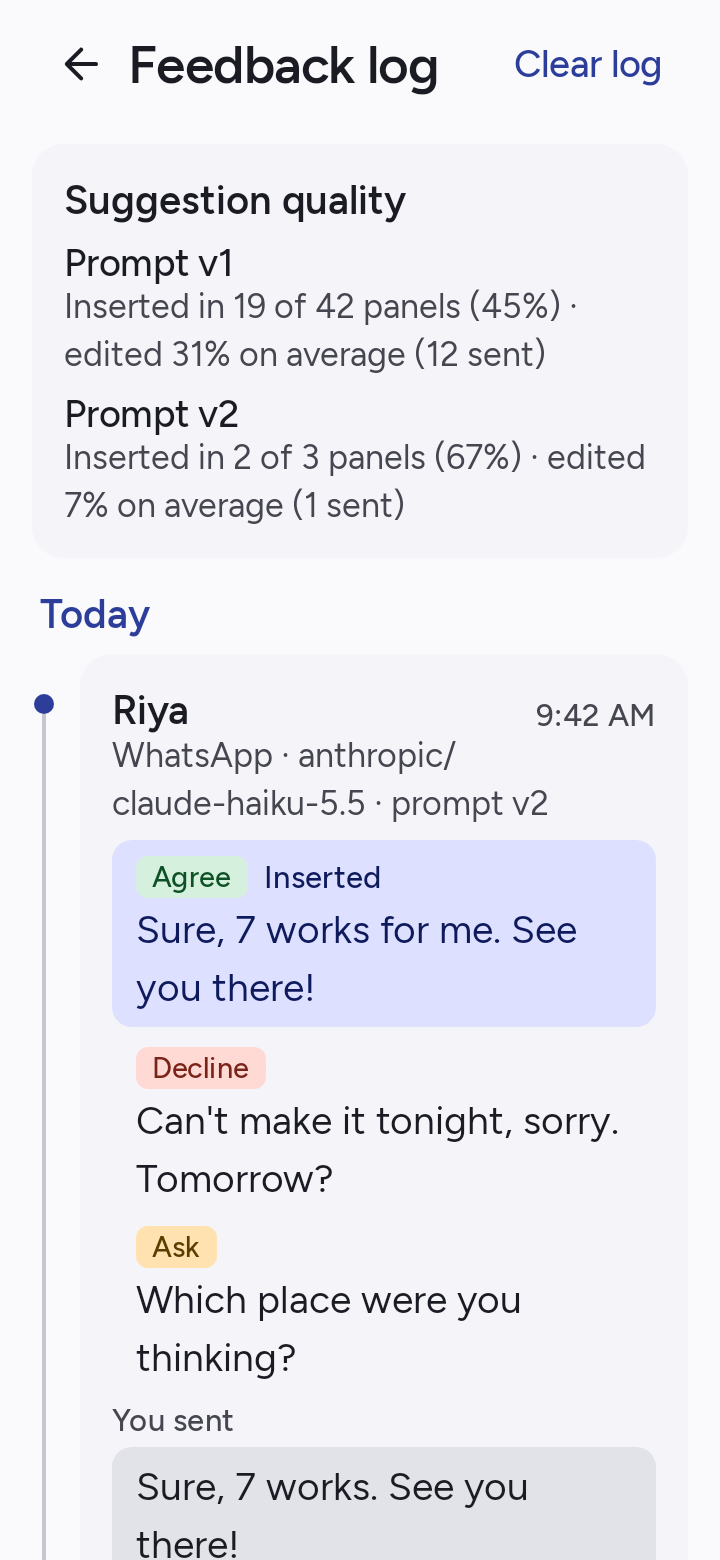 Feedback log
Clear log
Suggestion quality
Prompt v1
Inserted in 19 of 42 panels (45%) ·
edited 31% on average (12 sent)
Prompt v2
Inserted in 2 of 3 panels (67%) · edited
7% on average (1 sent)
Today
Riya
9:42 AM
WhatsApp · anthropic/
claude-haiku-5.5 · prompt v2
Agree Inserted
Sure, 7 works for me. See
you there!
Decline
Can't make it tonight, sorry.
Tomorrow?
Ask
Which place were you
thinking?
You sent
Sure, 7 works. See you
there!